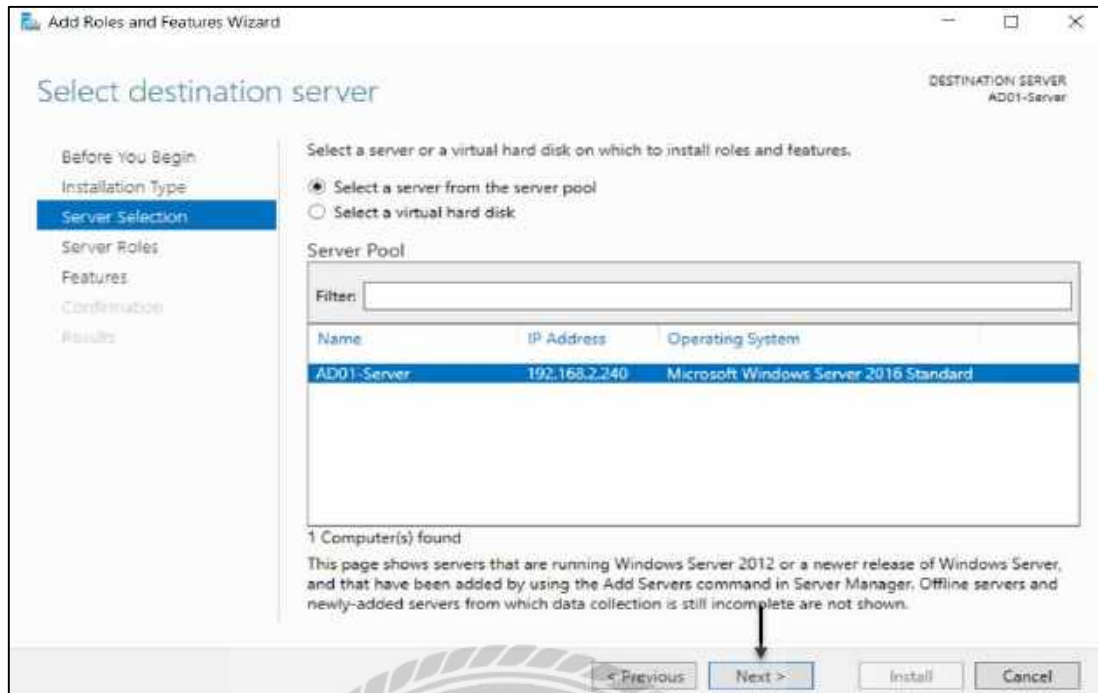 Add Roles and Features Wizard
Select destination server
DESTINATION SERVER
AD01-Server
Before You Begin
Installation Type
Server Selection
Server Roles
Features
Confirmation
Results
Select a server or a virtual hard disk on which to install roles and features.
Select a server from the server pool
Select a virtual hard disk
Server Pool
Filter:
Name IP Address Operating System
AD01-Server 192.168.2.240 Microsoft Windows Server 2016 Standard
1 Computer(s) found
This page shows servers that are running Windows Server 2012 or a newer release of Windows Server,
and that have been added by using the Add Servers command in Server Manager. Offline servers and
newly-added servers from which data collection is still incomplete are not shown.
< Previous Next > Install Cancel